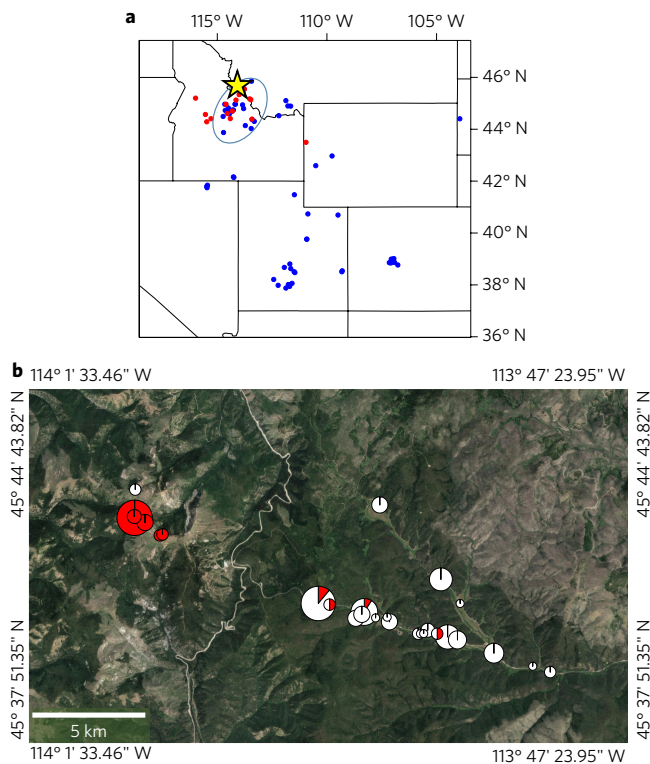 a
115° W 110° W 105° W
46° N
44° N
42° N
40° N
38° N
36° N
b
114° 1' 33.46" W 113° 47' 23.95" W
45° 44' 43.82" N
45° 37' 51.35" N
45° 44' 43.82" N
45° 37' 51.35" N
5 km
114° 1' 33.46" W 113° 47' 23.95" W